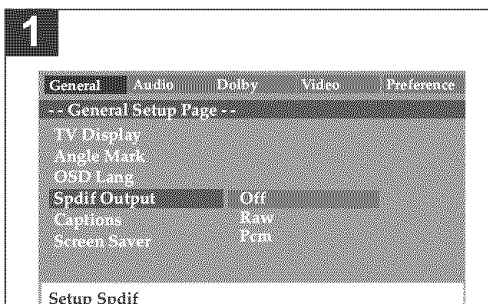 1
General Audio Dolby Video Preference
- - General Setup Page - -
TV Display
Angle Mark
OSD Lang
Spdif Output Off
Captions Raw
Screen Saver Pcm
Setup Spdif